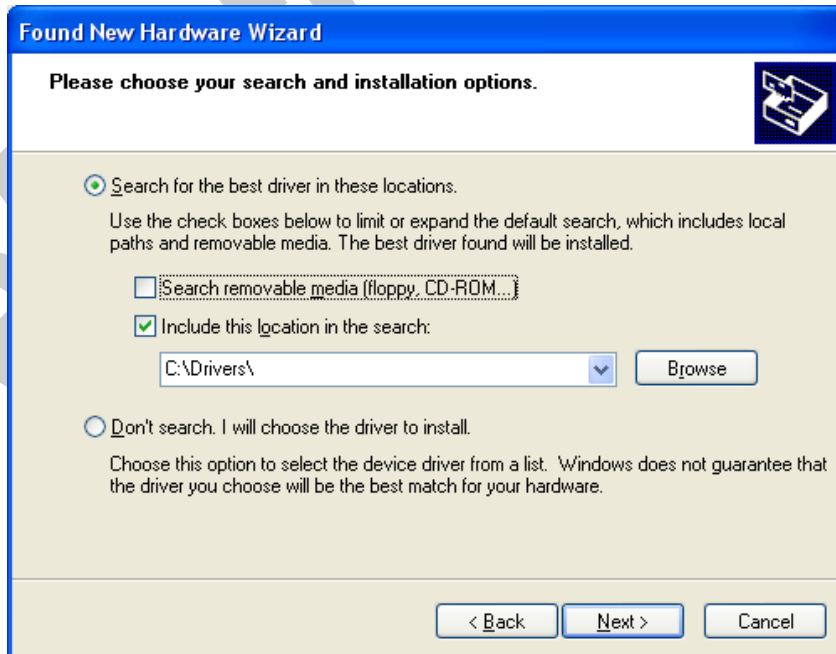 Found New Hardware Wizard
Please choose your search and installation options.
Search for the best driver in these locations.
Use the check boxes below to limit or expand the default search, which includes local
paths and removable media. The best driver found will be installed.
Search removable media (floppy, CD-ROM...)
Include this location in the search:
C:\Drivers\
Browse
Don't search. I will choose the driver to install.
Choose this option to select the device driver from a list.  Windows does not guarantee that
the driver you choose will be the best match for your hardware.
< Back
Next >
Cancel